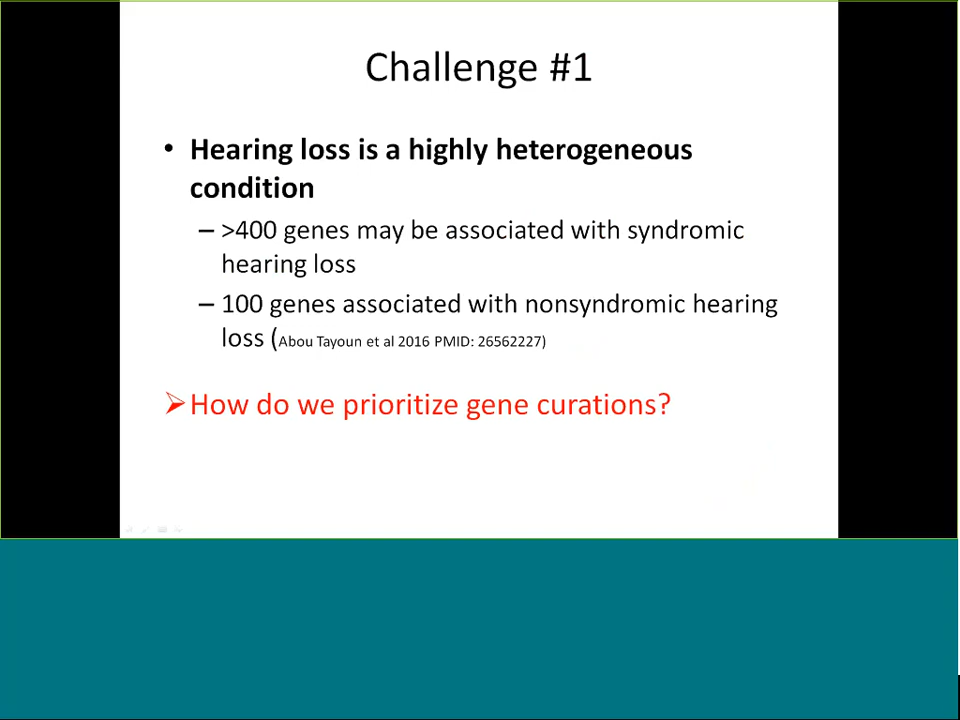 Challenge #1
• Hearing loss is a highly heterogeneous
condition
– >400 genes may be associated with syndromic
hearing loss
– 100 genes associated with nonsyndromic hearing
loss (Abou Tayoun et al 2016 PMID: 26562227)
➢How do we prioritize gene curations?